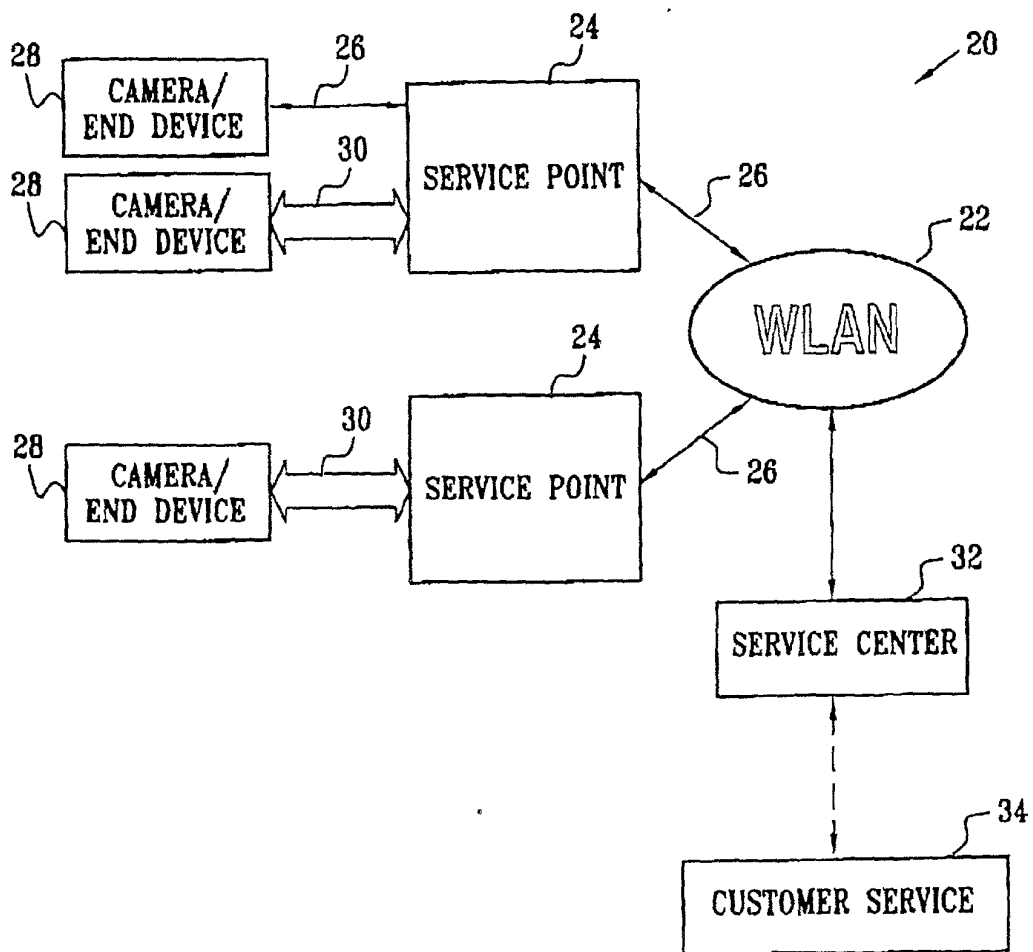 24
20
28
26
CAMERA/
END DEVICE
SERVICE POINT
30
28
CAMERA/
END DEVICE
26
22
WLAN
24
28
30
CAMERA/
END DEVICE
SERVICE POINT
26
32
SERVICE CENTER
34
CUSTOMER SERVICE